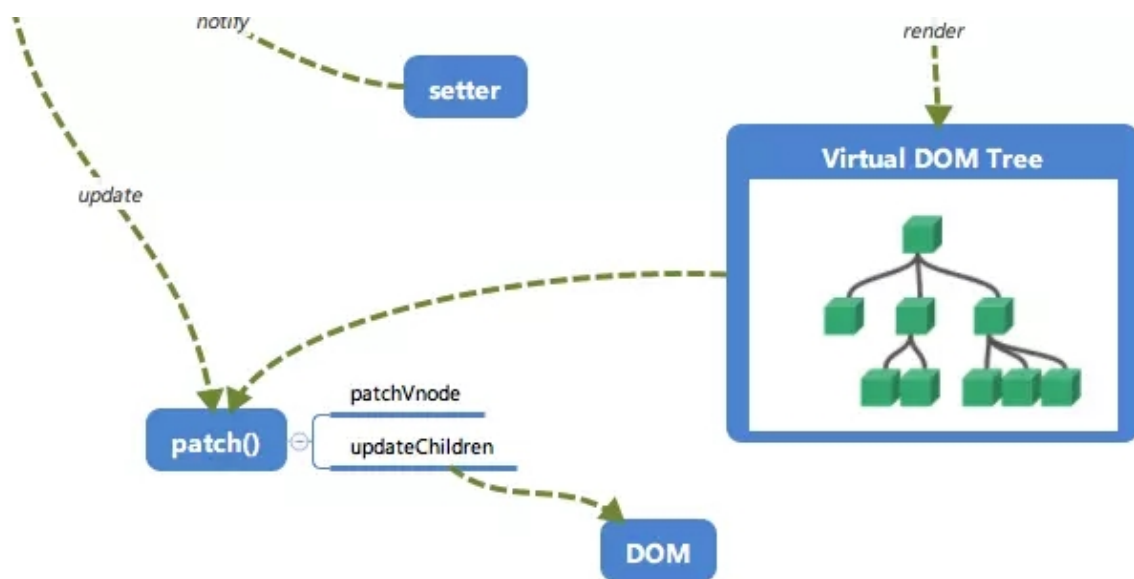 notify
render
setter
Virtual DOM Tree
update
patchVnode
patch()
updateChildren
DOM